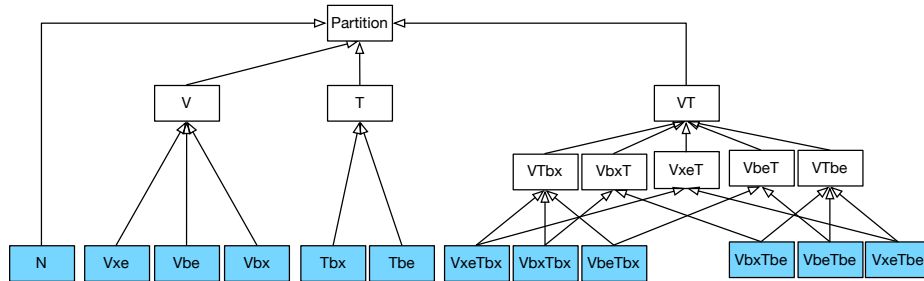 Partition
V
T
VT
VTbx
VbxT
VxeT
VbeT
VTbe
N
Vxe
Vbe
Vbx
Tbx
Tbe
VxeTbx
VbxTbx
VbeTbx
VbxTbe
VbeTbe
VxeTbe